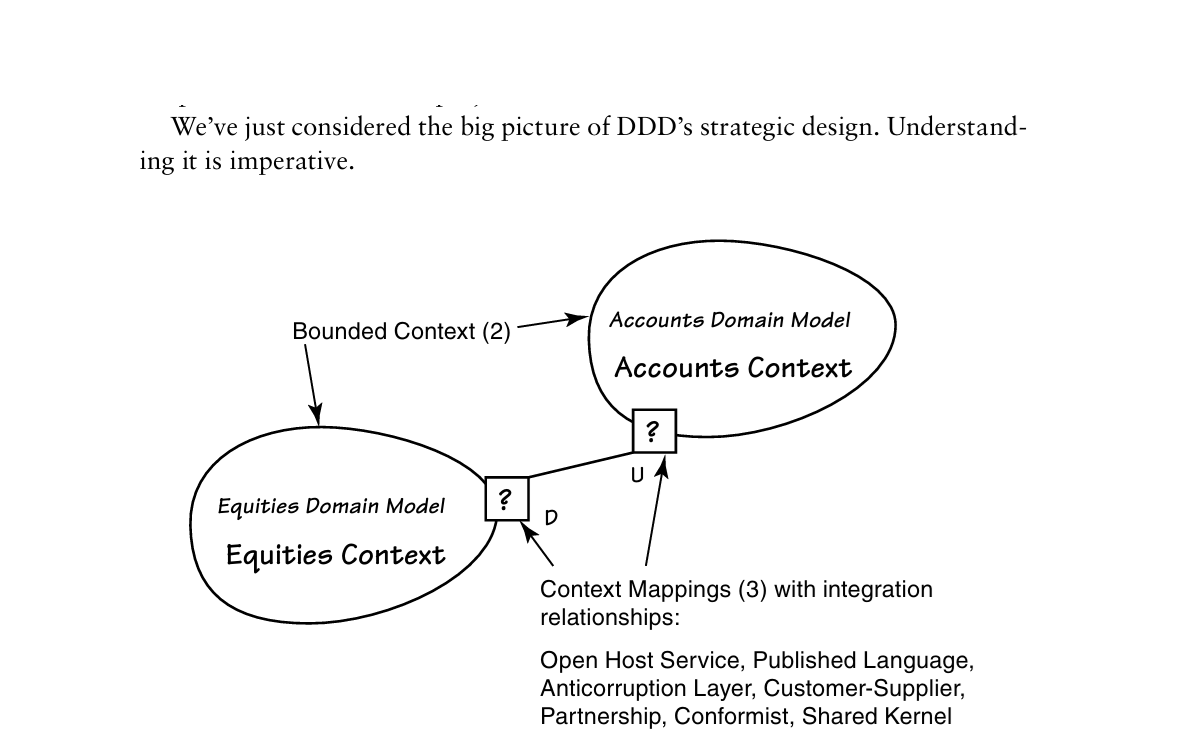 We've just considered the big picture of DDD's strategic design. Understand-
ing it is imperative.
Bounded Context (2)
Accounts Domain Model
Accounts Context
?
U
Equities Domain Model
Equities Context
?
D
Context Mappings (3) with integration
relationships:
Open Host Service, Published Language,
Anticorruption Layer, Customer-Supplier,
Partnership, Conformist, Shared Kernel